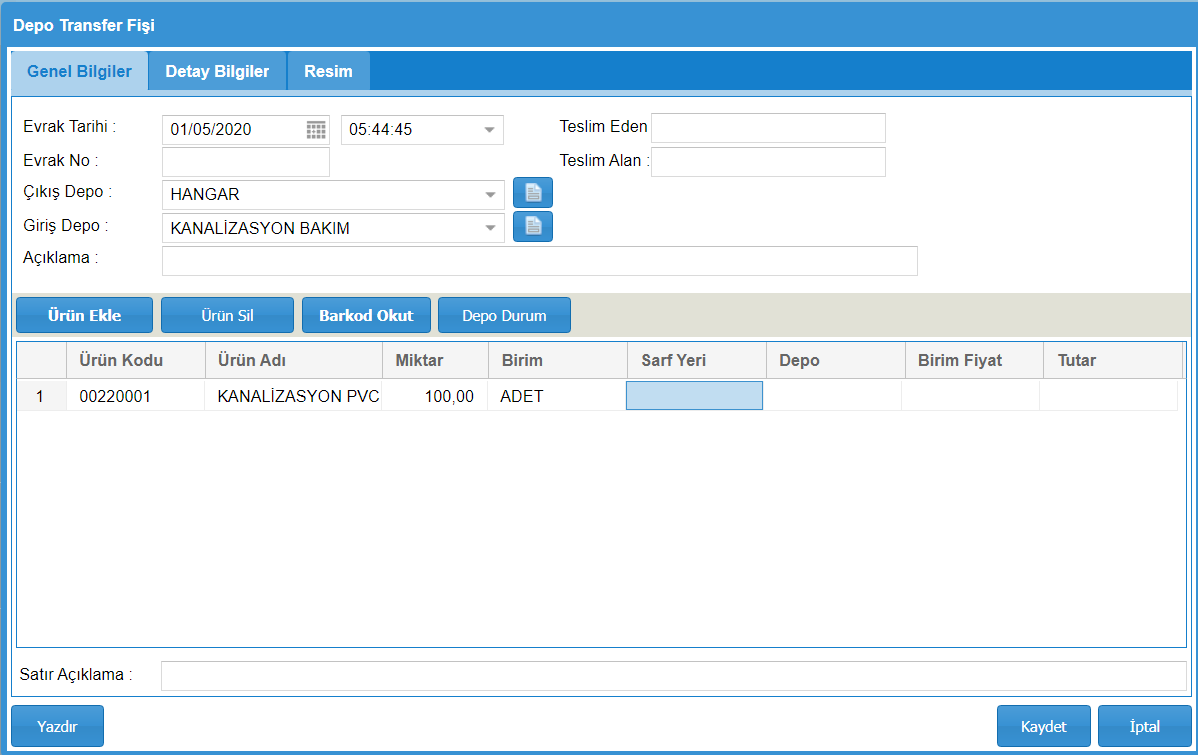 Depo Transfer Fişi
Genel Bilgiler Detay Bilgiler Resim
Evrak Tarihi : 01/05/2020 05:44:45 Teslim Eden
Evrak No : Teslim Alan :
Çıkış Depo : HANGAR
Giriş Depo : KANALİZASYON BAKIM
Açıklama :
Ürün Ekle Ürün Sil Barkod Okut Depo Durum
Ürün Kodu Ürün Adı Miktar Birim Sarf Yeri Depo Birim Fiyat Tutar
1 00220001 KANALİZASYON PVC 100,00 ADET
Satır Açıklama :
Yazdır Kaydet İptal